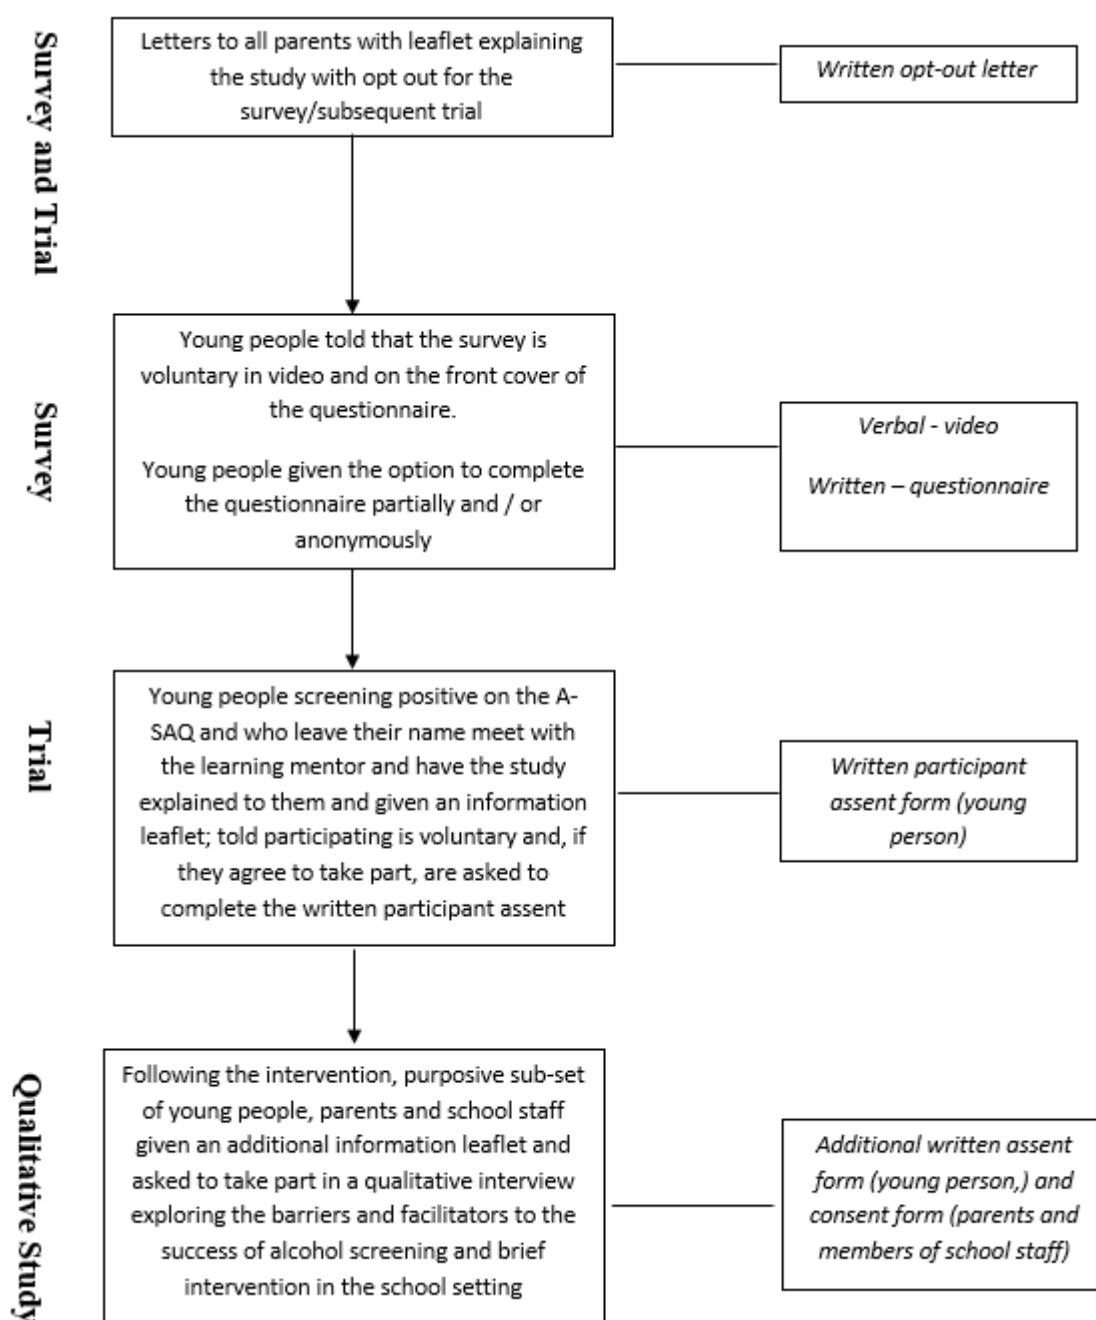 Survey and Trial
Letters to all parents with leaflet explaining
the study with opt out for the
survey/subsequent trial
Written opt-out letter
Survey
Young people told that the survey is
voluntary in video and on the front cover of
the questionnaire.
Young people given the option to complete
the questionnaire partially and / or
anonymously
Verbal - video
Written – questionnaire
Trial
Young people screening positive on the A-
SAQ and who leave their name meet with
the learning mentor and have the study
explained to them and given an information
leaflet; told participating is voluntary and, if
they agree to take part, are asked to
complete the written participant assent
Written participant
assent form (young
person)
Qualitative Study
Following the intervention, purposive sub-set
of young people, parents and school staff
given an additional information leaflet and
asked to take part in a qualitative interview
exploring the barriers and facilitators to the
success of alcohol screening and brief
intervention in the school setting
Additional written assent
form (young person,) and
consent form (parents and
members of school staff)